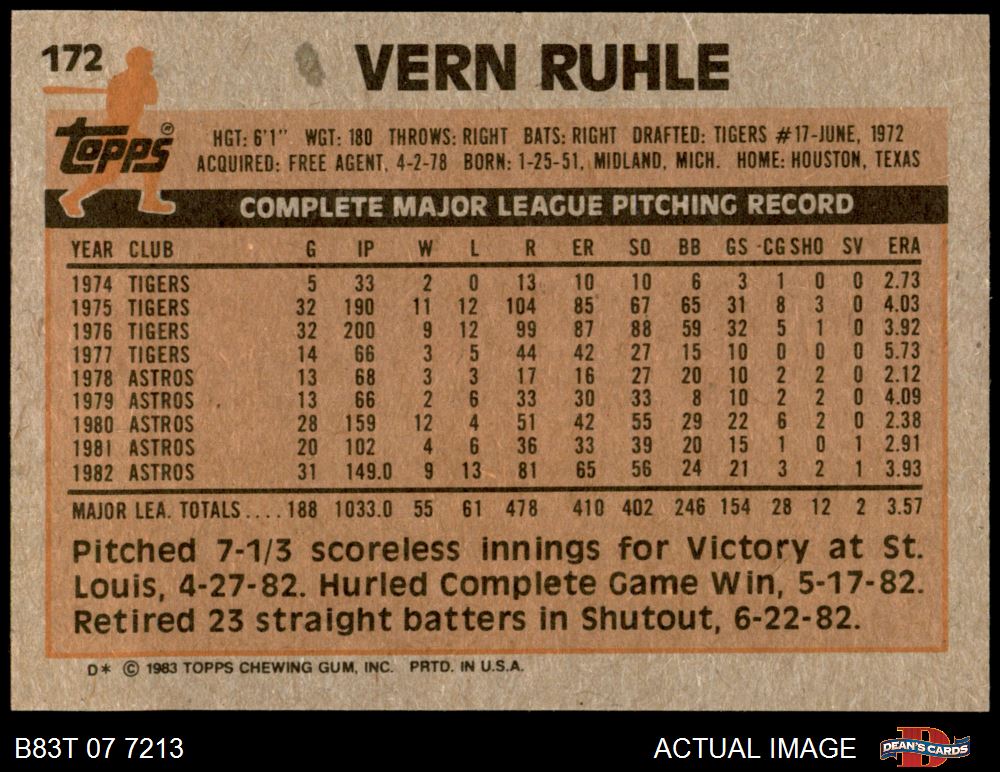 172 VERN RUHLE
topps® HGT: 6'1" WGT: 180 THROWS: RIGHT BATS: RIGHT DRAFTED: TIGERS #17-JUNE, 1972
ACQUIRED: FREE AGENT, 4-2-78 BORN: 1-25-51, MIDLAND, MICH. HOME: HOUSTON, TEXAS
COMPLETE MAJOR LEAGUE PITCHING RECORD
YEAR CLUB G IP W L R ER SO BB GS CG SHO SV ERA
1974 TIGERS 5 33 2 0 13 10 10 6 3 1 0 0 2.73
1975 TIGERS 32 190 11 12 104 85 67 65 31 8 3 0 4.03
1976 TIGERS 32 200 9 12 99 87 88 59 32 5 1 0 3.92
1977 TIGERS 14 66 3 5 44 42 27 15 10 0 0 0 5.73
1978 ASTROS 13 68 3 3 17 16 27 20 10 2 2 0 2.12
1979 ASTROS 13 66 2 6 33 30 33 8 10 2 2 0 4.09
1980 ASTROS 28 159 12 4 51 42 55 29 22 6 2 0 2.38
1981 ASTROS 20 102 4 6 36 33 39 20 15 1 0 1 2.91
1982 ASTROS 31 149.0 9 13 81 65 56 24 21 3 2 1 3.93
MAJOR LEA. TOTALS.... 188 1033.0 55 61 478 410 402 246 154 28 12 2 3.57
Pitched 7-1/3 scoreless innings for Victory at St.
Louis, 4-27-82. Hurled Complete Game Win, 5-17-82.
Retired 23 straight batters in Shutout, 6-22-82.
D* © 1983 TOPPS CHEWING GUM, INC. PRTD. IN U.S.A.
B83T 07 7213 ACTUAL IMAGE D DEAN'S CARDS